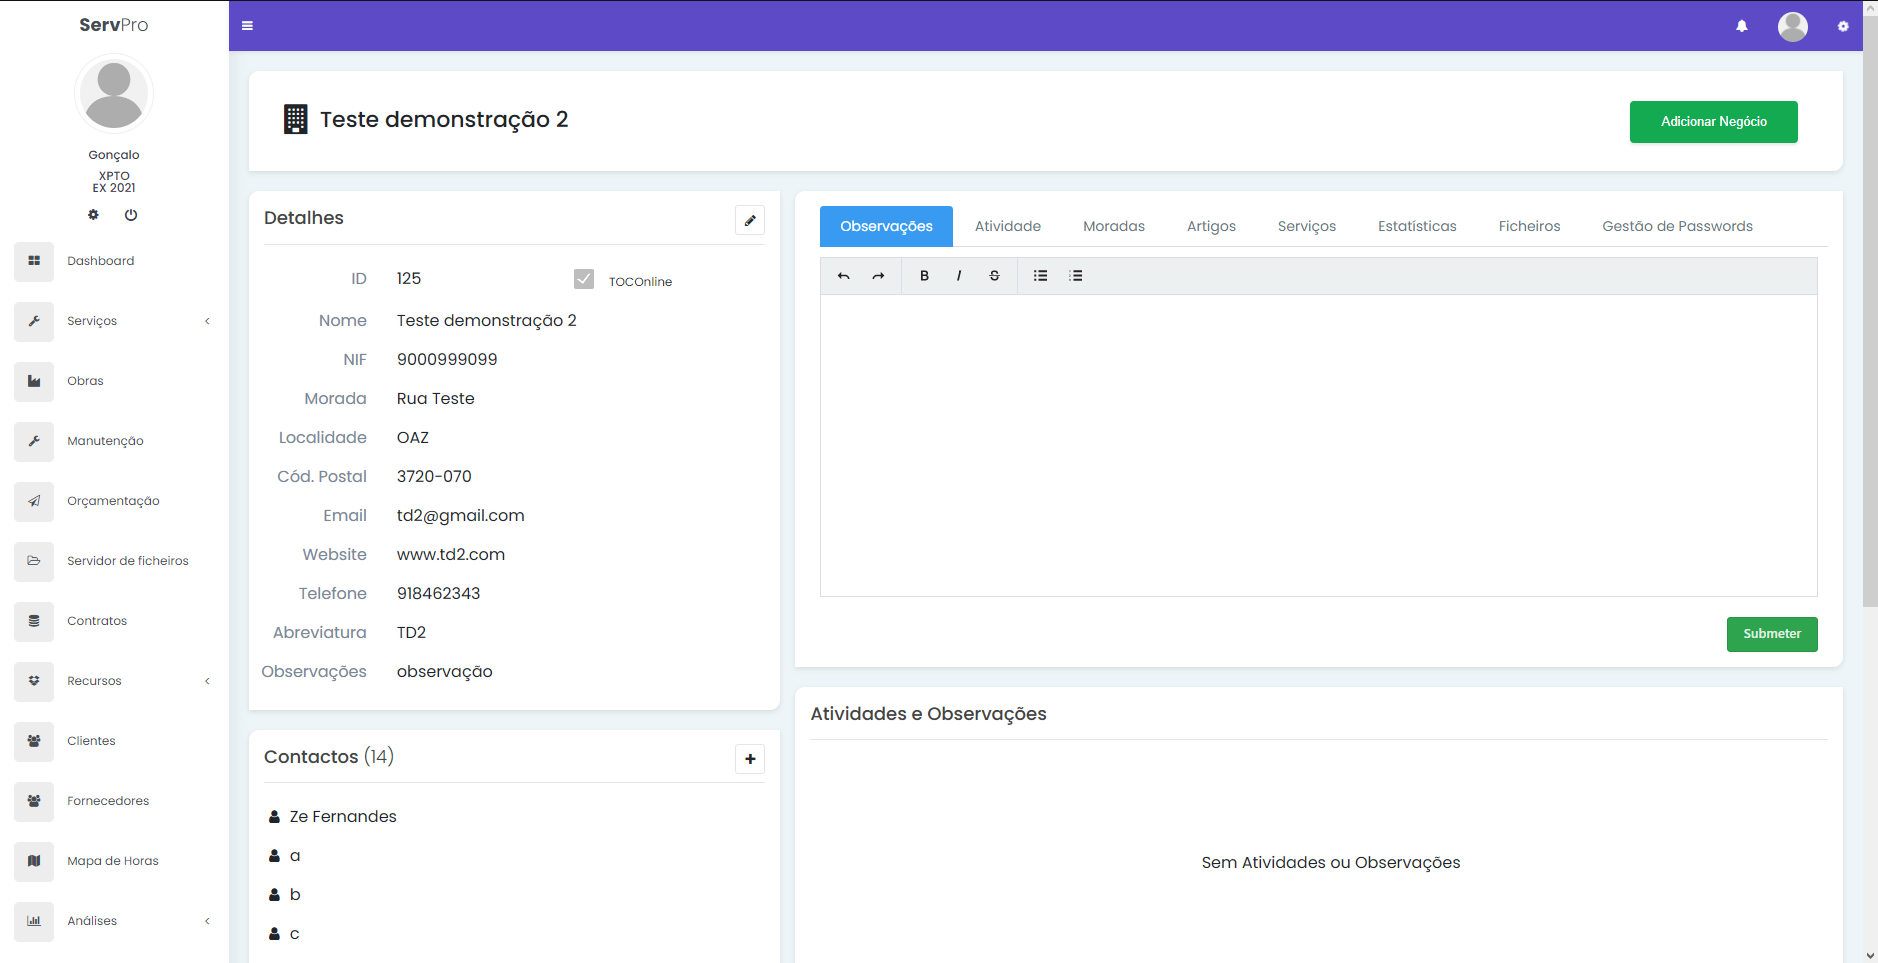 ServPro
Gonçalo
XPTO
EX 2021
Dashboard
Serviços
Obras
Manutenção
Orçamentação
Servidor de ficheiros
Contratos
Recursos
Clientes
Fornecedores
Mapa de Horas
Análises
Teste demonstração 2
Adicionar Negócio
Detalhes
ID 125 TOCOnline
Nome Teste demonstração 2
NIF 9000999099
Morada Rua Teste
Localidade OAZ
Cód. Postal 3720-070
Email td2@gmail.com
Website www.td2.com
Telefone 918462343
Abreviatura TD2
Observações observação
Contactos (14)
Ze Fernandes
a
b
c
Observações Atividade Moradas Artigos Serviços Estatísticas Ficheiros Gestão de Passwords
B I S
Submeter
Atividades e Observações
Sem Atividades ou Observações